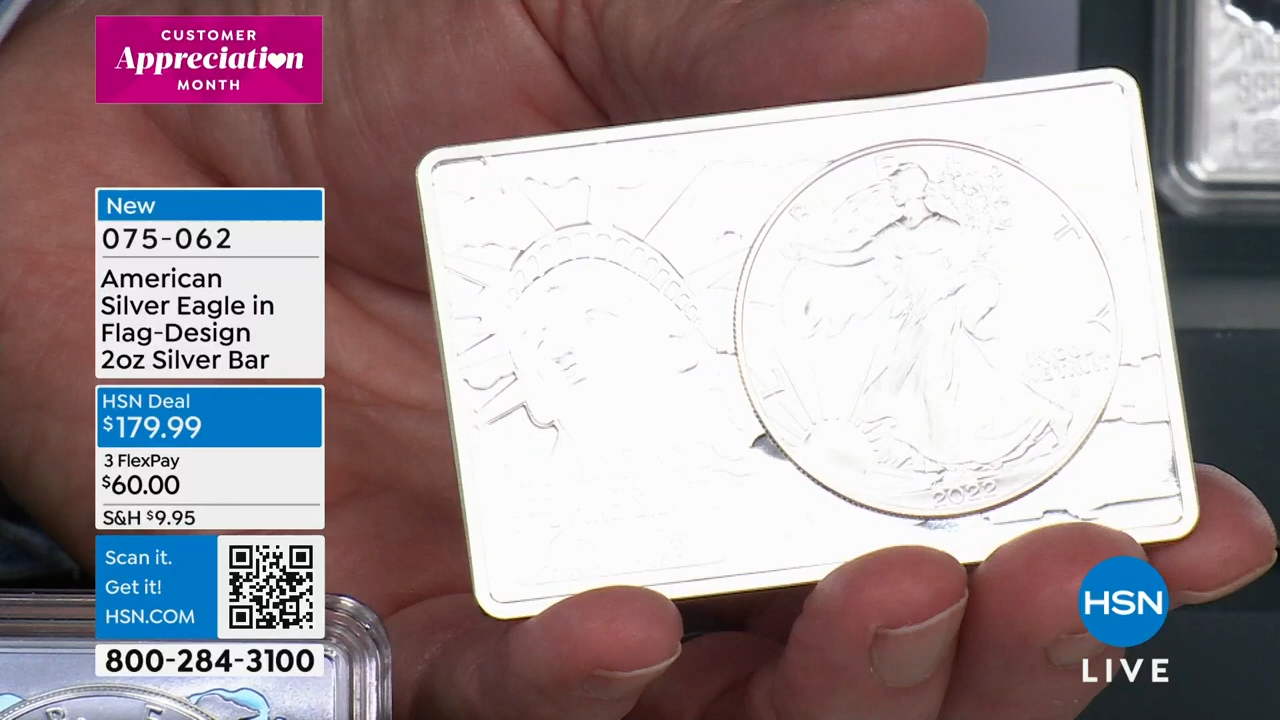 CUSTOMER
Appreciation
MONTH
New
075-062
American
Silver Eagle in
Flag-Design
2oz Silver Bar
HSN Deal
$179.99
3 FlexPay
$60.00
S&H $9.95
Scan it.
Get it!
HSN.COM
800-284-3100
2022
HSN
LIVE